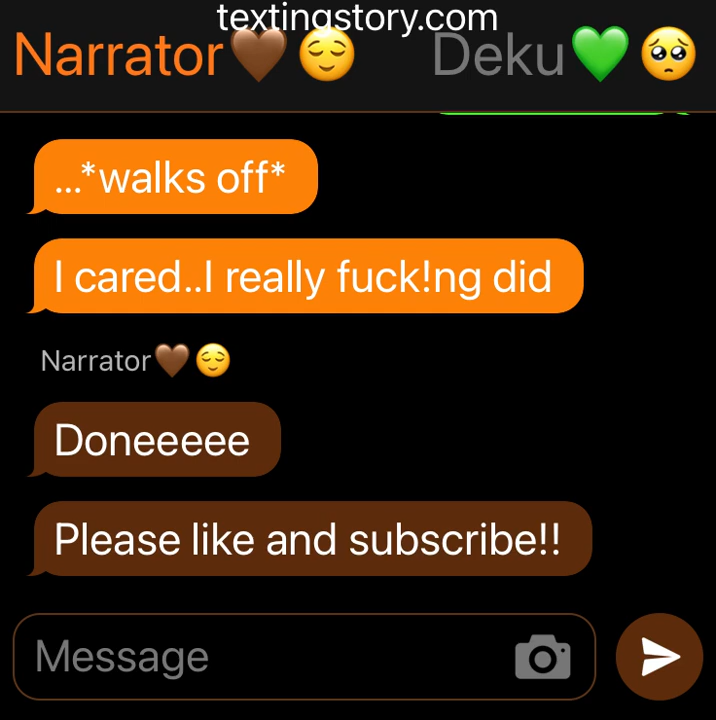 textingstory.com
Narrator🤎😌 Deku💚🥺
...*walks off*
I cared..I really fuck!ng did
Narrator🤎😌
Doneeeee
Please like and subscribe!!
Message